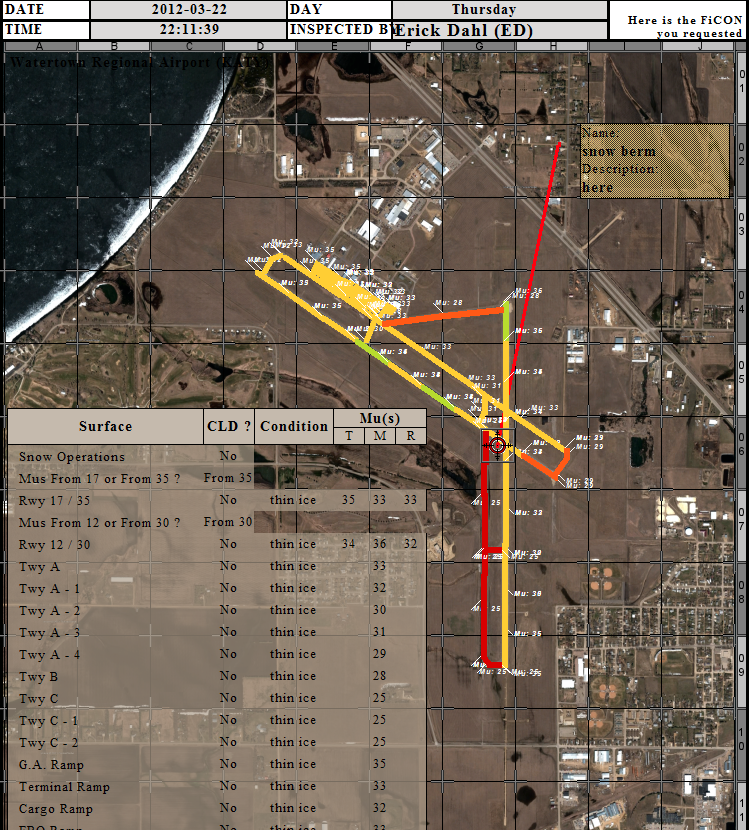 DATE 2012-03-22 DAY Thursday
TIME 22:11:39 INSPECTED BY Erick Dahl (ED)
Here is the FiCON
you requested
A B C D E F G H I J
Watertown Regional Airport (KATY)
01
02
03
04
05
06
07
08
09
10
11
Name:
snow berm
Description:
here
Mu: 35
Mu: 35
Mu: 35
Mu: 28
Mu: 33
Mu: 33
Mu: 36
Mu: 28
Mu: 35
Mu: 33
Mu: 31
Mu: 33
Mu: 29
Mu: 29
Mu: 29
Mu: 29
Mu: 25
Mu: 33
Mu: 25
Mu: 30
Mu: 35
Mu: 25
Surface CLD ? Condition Mu(s)
T M R
Snow Operations No
Mus From 17 or From 35 ? From 35
Rwy 17 / 35 No thin ice 35 33 33
Mus From 12 or From 30 ? From 30
Rwy 12 / 30 No thin ice 34 36 32
Twy A No thin ice 33
Twy A - 1 No thin ice 32
Twy A - 2 No thin ice 30
Twy A - 3 No thin ice 31
Twy A - 4 No thin ice 29
Twy B No thin ice 28
Twy C No thin ice 25
Twy C - 1 No thin ice 25
Twy C - 2 No thin ice 25
G.A. Ramp No thin ice 35
Terminal Ramp No thin ice 33
Cargo Ramp No thin ice 32
No thin ice 33